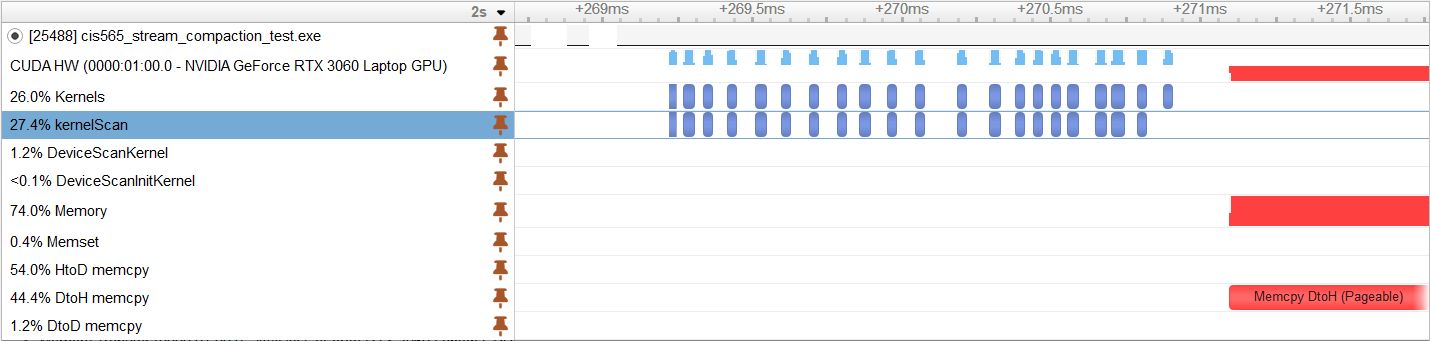 2s +269ms +269.5ms +270ms +270.5ms +271ms +271.5ms
[25488] cis565_stream_compaction_test.exe
CUDA HW (0000:01:00.0 - NVIDIA GeForce RTX 3060 Laptop GPU)
26.0% Kernels
27.4% kernelScan
1.2% DeviceScanKernel
<0.1% DeviceScanInitKernel
74.0% Memory
0.4% Memset
54.0% HtoD memcpy
44.4% DtoH memcpy Memcpy DtoH (Pageable)
1.2% DtoD memcpy